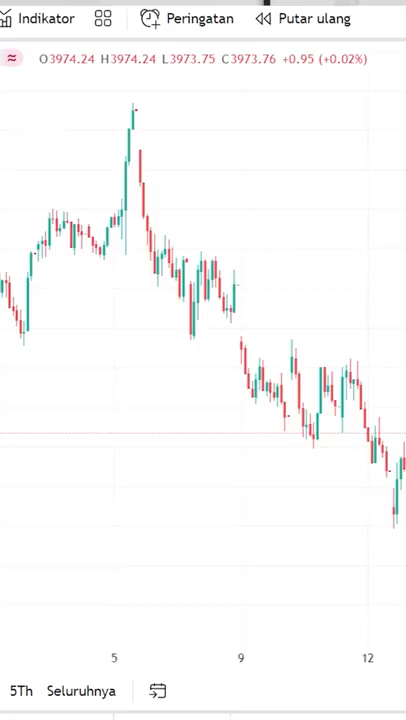 Indikator Peringatan Putar ulang
≈ O3974.24 H3974.24 L3973.75 C3973.76 +0.95 (+0.02%)
5 9 12
5Th Seluruhnya